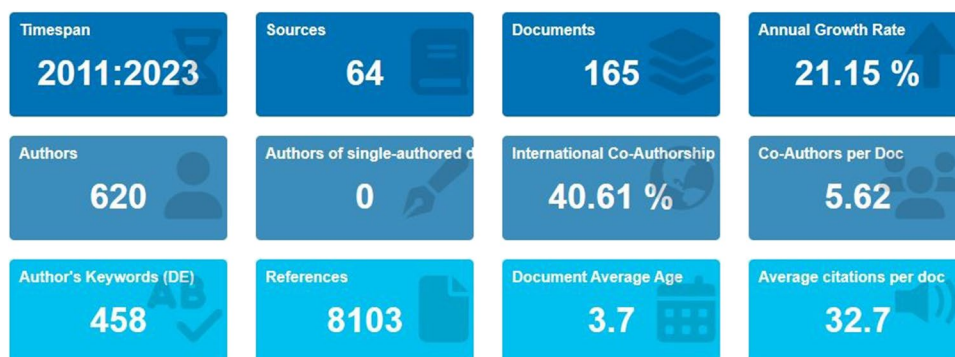 Timespan
2011:2023
Sources
64
Documents
165
Annual Growth Rate
21.15 %
Authors
620
Authors of single-authored d
0
International Co-Authorship
40.61 %
Co-Authors per Doc
5.62
Author's Keywords (DE)
458
References
8103
Document Average Age
3.7
Average citations per doc
32.7
AB